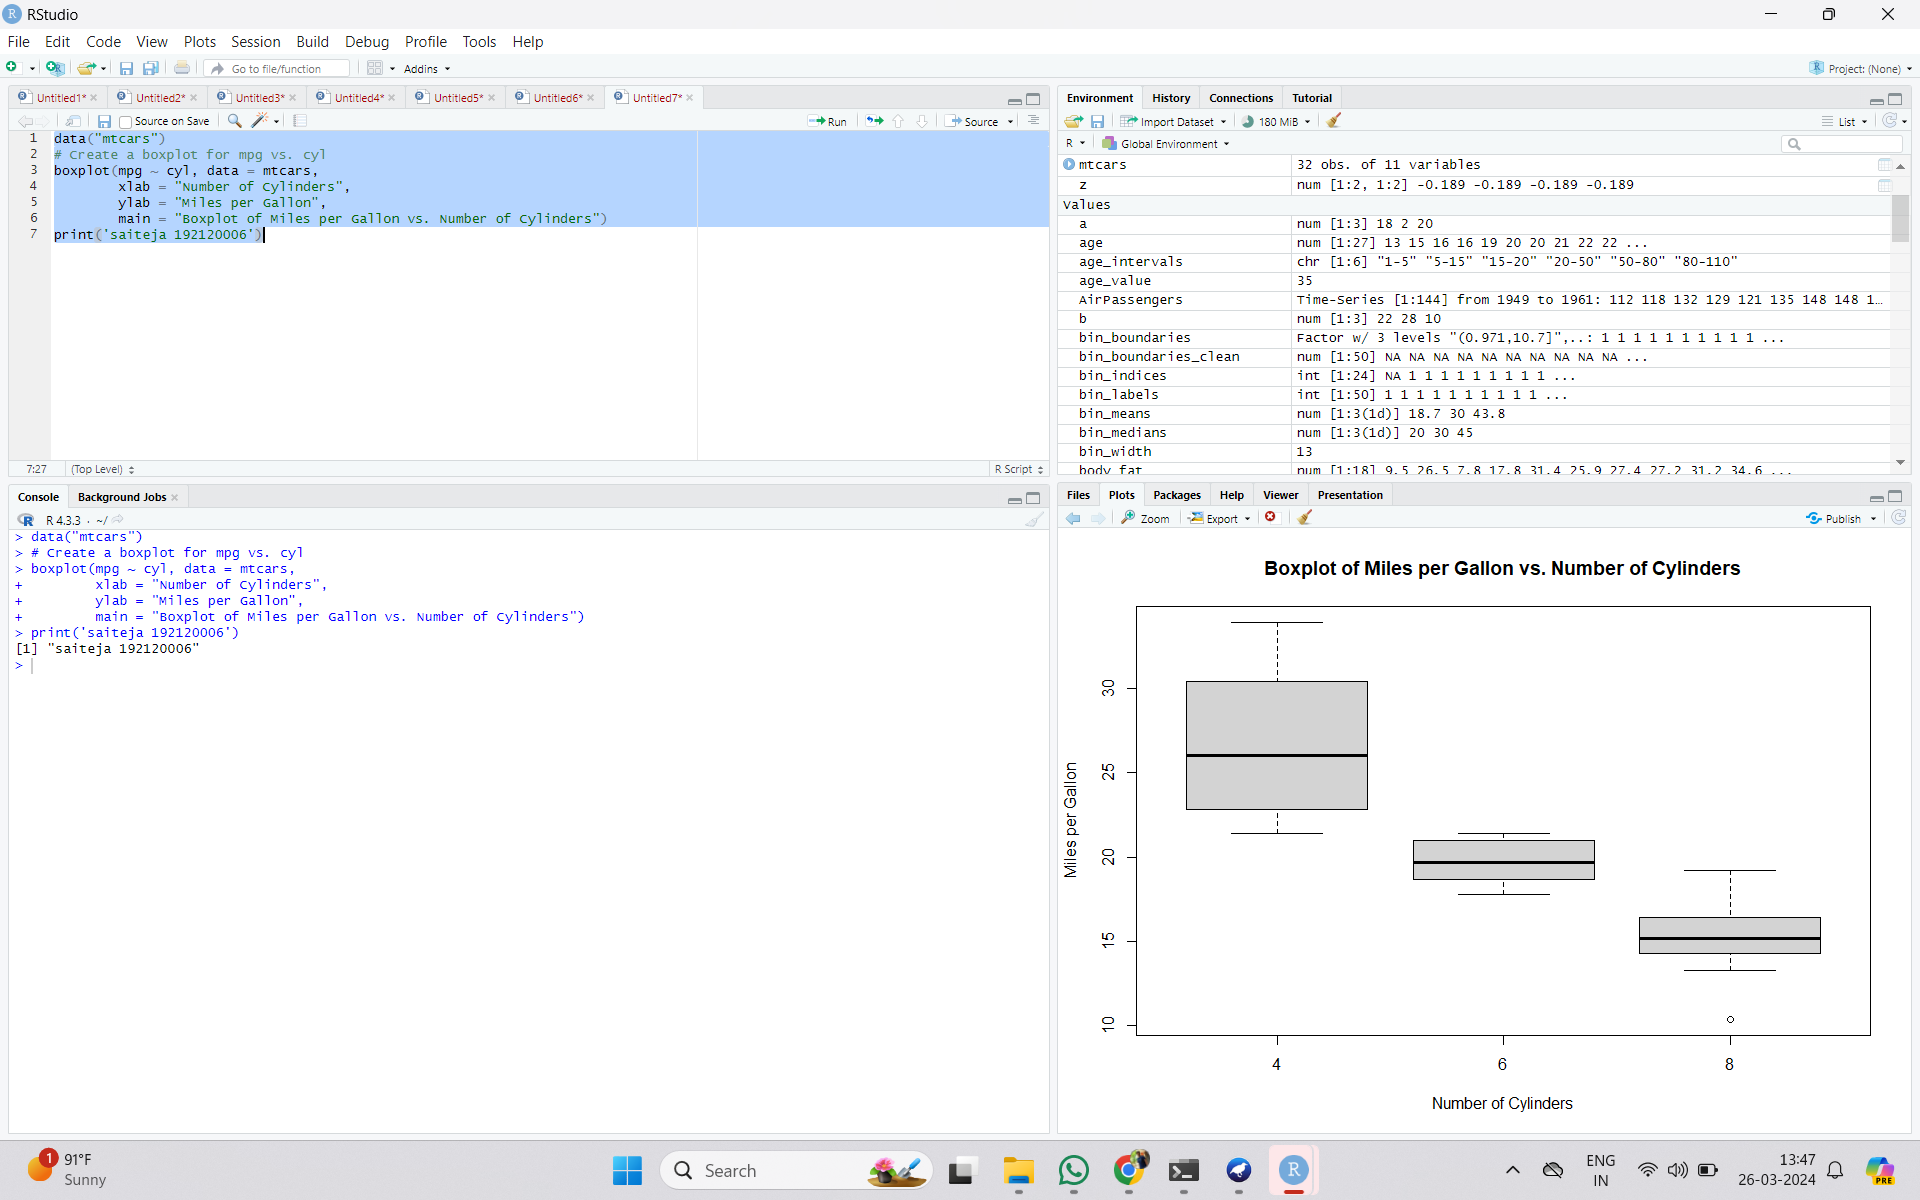 RStudio
File Edit Code View Plots Session Build Debug Profile Tools Help
Go to file/function Addins Project: (None)
Untitled1* Untitled2* Untitled3* Untitled4* Untitled5* Untitled6* Untitled7*
Source on Save Run Source
1 data("mtcars")
2 # Create a boxplot for mpg vs. cyl
3 boxplot(mpg ~ cyl, data = mtcars,
4 xlab = "Number of Cylinders",
5 ylab = "Miles per Gallon",
6 main = "Boxplot of Miles per Gallon vs. Number of Cylinders")
7 print('saiteja 192120006')
7:27 (Top Level) R Script
Console Background Jobs
R 4.3.3 · ~/
> data("mtcars")
> # Create a boxplot for mpg vs. cyl
> boxplot(mpg ~ cyl, data = mtcars,
+ xlab = "Number of Cylinders",
+ ylab = "Miles per Gallon",
+ main = "Boxplot of Miles per Gallon vs. Number of Cylinders")
> print('saiteja 192120006')
[1] "saiteja 192120006"
>
Environment History Connections Tutorial
Import Dataset 180 MiB List
R Global Environment
mtcars 32 obs. of 11 variables
z num [1:2, 1:2] -0.189 -0.189 -0.189 -0.189
Values
a num [1:3] 18 2 20
age num [1:27] 13 15 16 16 19 20 20 21 22 22 ...
age_intervals chr [1:6] "1-5" "5-15" "15-20" "20-50" "50-80" "80-110"
age_value 35
AirPassengers Time-Series [1:144] from 1949 to 1961: 112 118 132 129 121 135 148 148 1…
b num [1:3] 22 28 10
bin_boundaries Factor w/ 3 levels "(0.971,10.7]",..: 1 1 1 1 1 1 1 1 1 1 ...
bin_boundaries_clean num [1:50] NA NA NA NA NA NA NA NA NA NA ...
bin_indices int [1:24] NA 1 1 1 1 1 1 1 1 1 ...
bin_labels int [1:50] 1 1 1 1 1 1 1 1 1 1 ...
bin_means num [1:3(1d)] 18.7 30 43.8
bin_medians num [1:3(1d)] 20 30 45
bin_width 13
body_fat num [1:18] 9.5 26.5 7.8 17.8 31.4 25.9 27.4 27.2 31.2 34.6 ...
Files Plots Packages Help Viewer Presentation
Zoom Export Publish
Boxplot of Miles per Gallon vs. Number of Cylinders
Miles per Gallon
30
25
20
15
10
4 6 8
Number of Cylinders
1
91°F
Sunny
Search
ENG
IN
13:47
26-03-2024
PRE